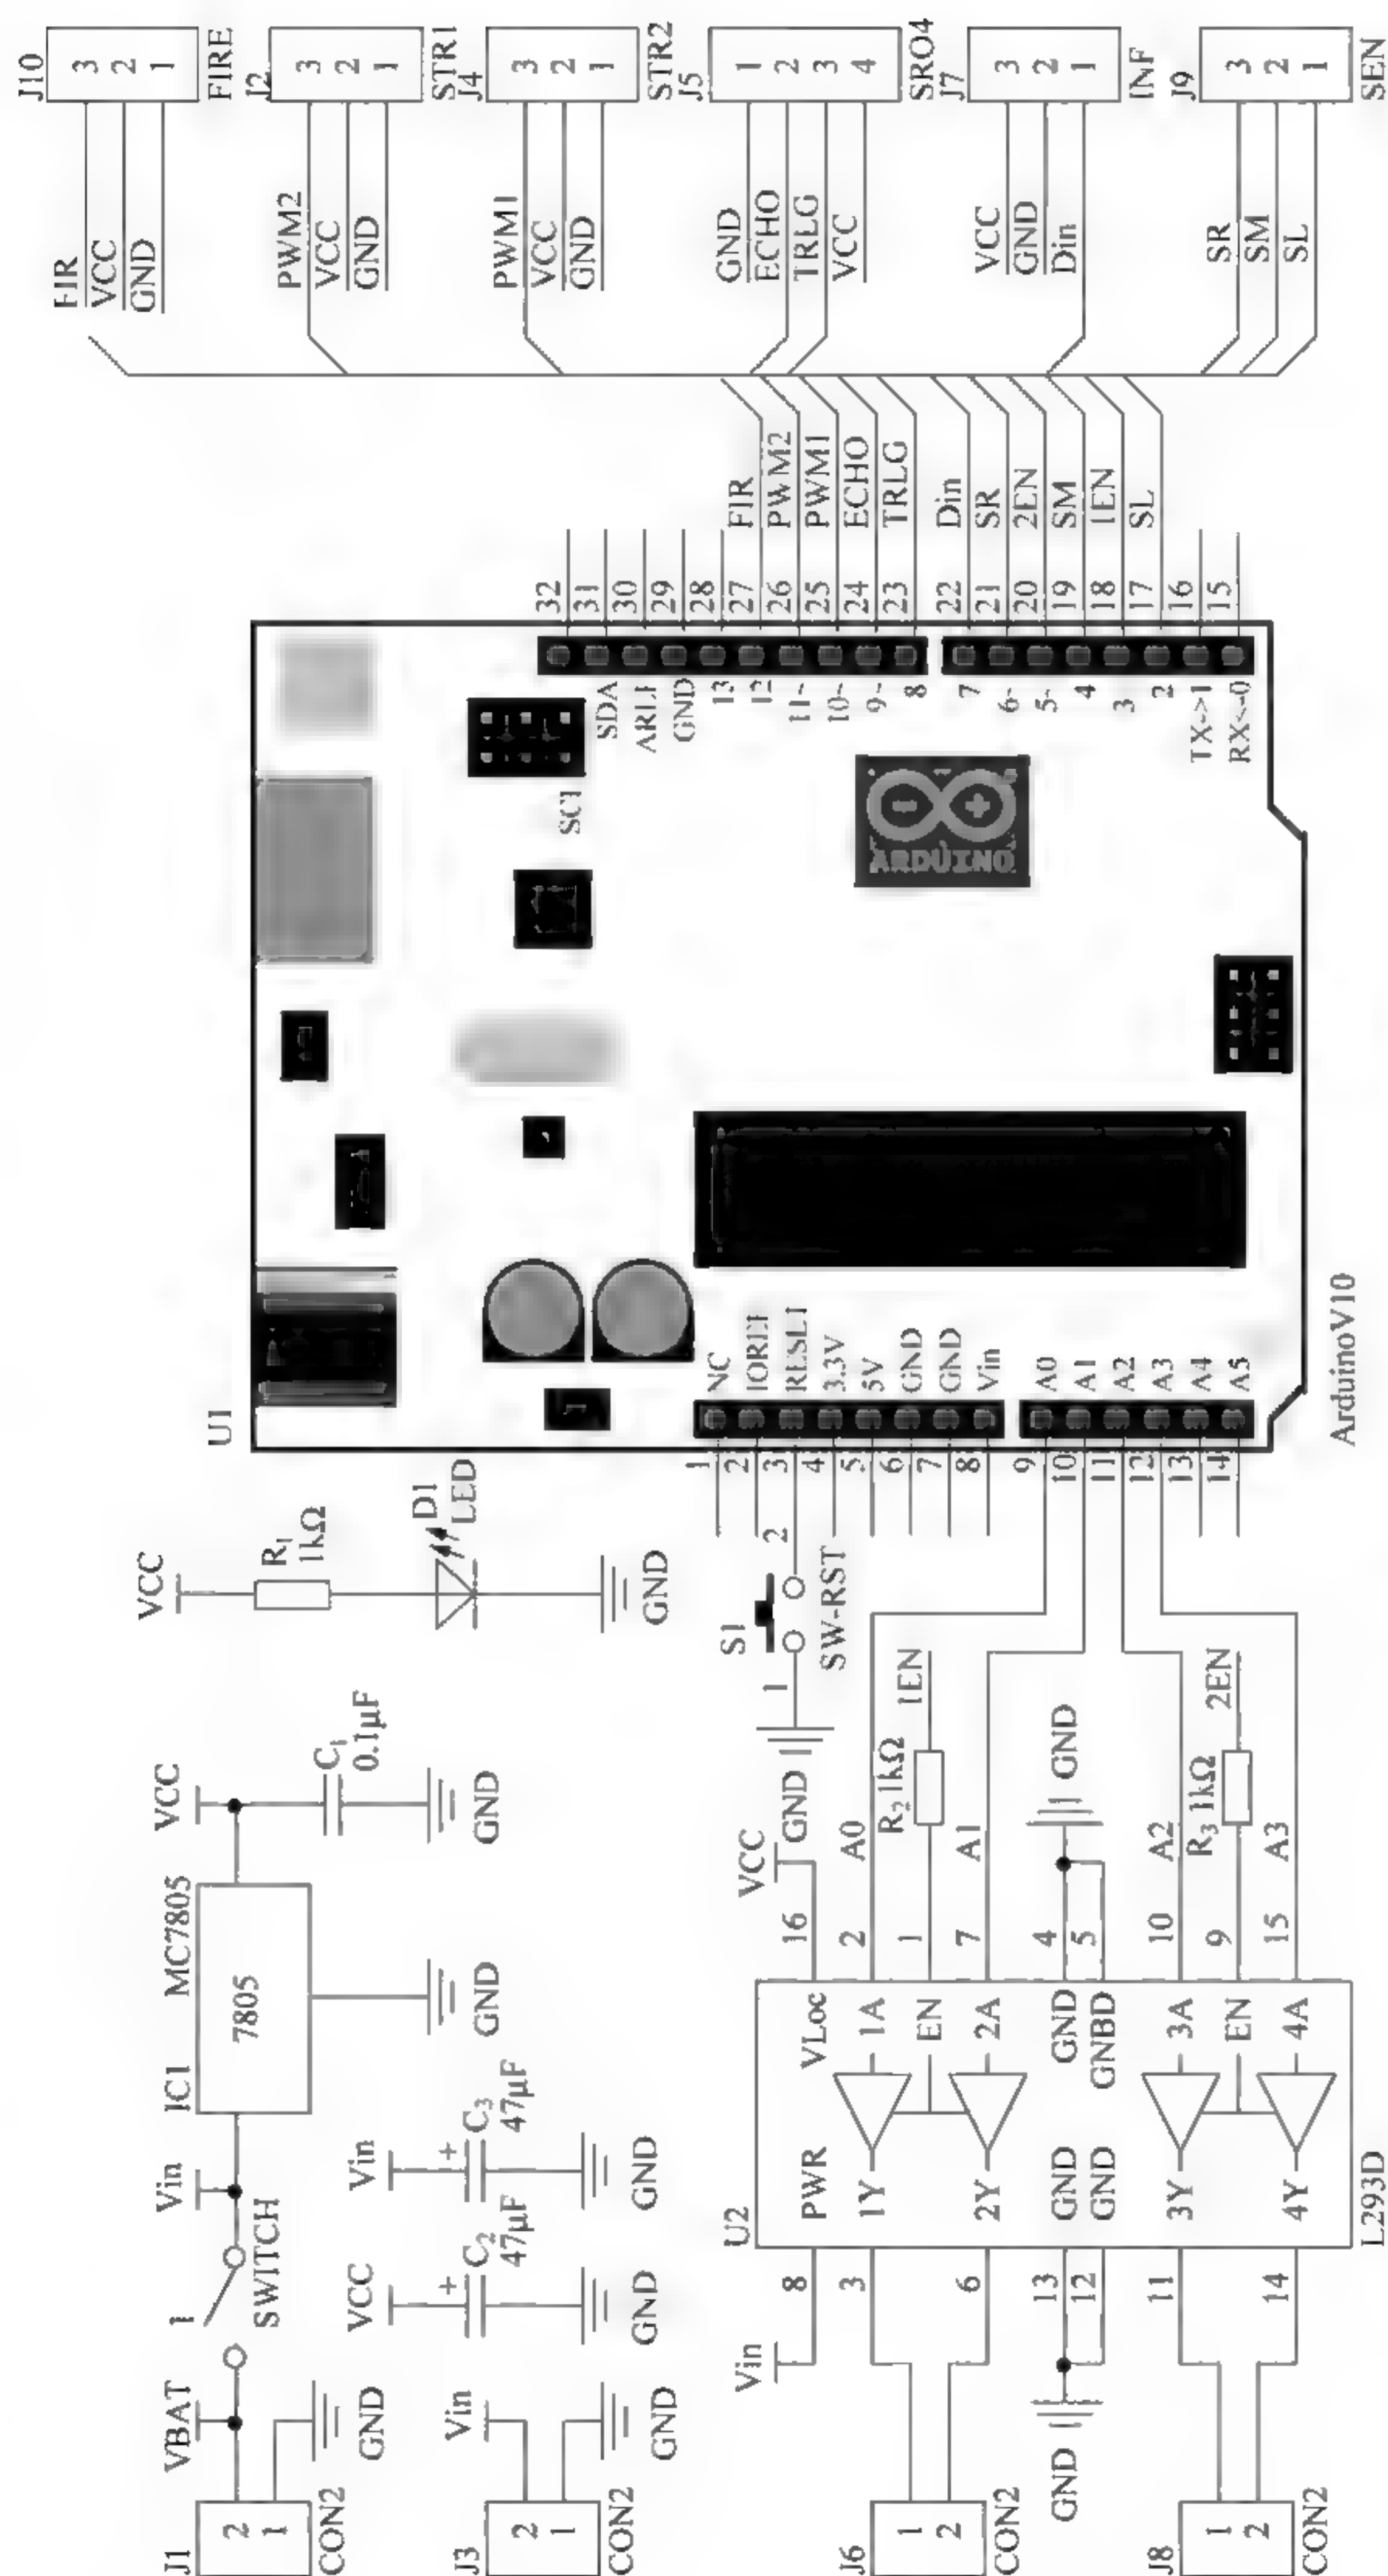 J10
3
2
1
FIRE
FIR
VCC
GND
J2
3
2
1
STR1
PWM2
VCC
GND
J4
3
2
1
STR2
PWM1
VCC
GND
J5
1
2
3
4
SRO4
GND
ECHO
TRLG
VCC
J7
3
2
1
INF
VCC
GND
Din
J9
3
2
1
SEN
SR
SM
SL
FIR
PWM2
PWM1
ECHO
TRLG
Din
SR
2EN
SM
1EN
SL
32
31
30
29
28
27
26
25
24
23
22
21
20
19
18
17
16
15
SDA
GND
13
12
11~
10~
9~
8
7
6~
5~
4
3
2
TX->1
RX<-0
ARDUINO
U1
NC
3.3V
5V
GND
GND
Vin
A0
A1
A2
A3
A4
A5
ArduinoV10
1
2
3
4
5
6
7
8
9
10
11
12
13
14
VCC
R1
1kΩ
D1
LED
GND
S1
2
1
SW-RST
GND
VCC
C1
0.1μF
GND
IC1
MC7805
7805
GND
Vin
1
SWITCH
VBAT
J1
2
1
CON2
GND
VCC
+
C2
47μF
GND
Vin
+
C3
47μF
GND
J3
2
1
CON2
Vin
GND
VCC
16
A0
2
R2 1kΩ
1EN
1
A1
7
GND
4
5
A2
10
R3 1kΩ
2EN
9
A3
15
U2
VLoc
1A
EN
2A
GND
GNBD
3A
EN
4A
PWR
1Y
2Y
GND
GND
3Y
4Y
L293D
Vin
8
3
6
13
12
11
14
GND
J6
1
2
CON2
J8
1
2
CON2